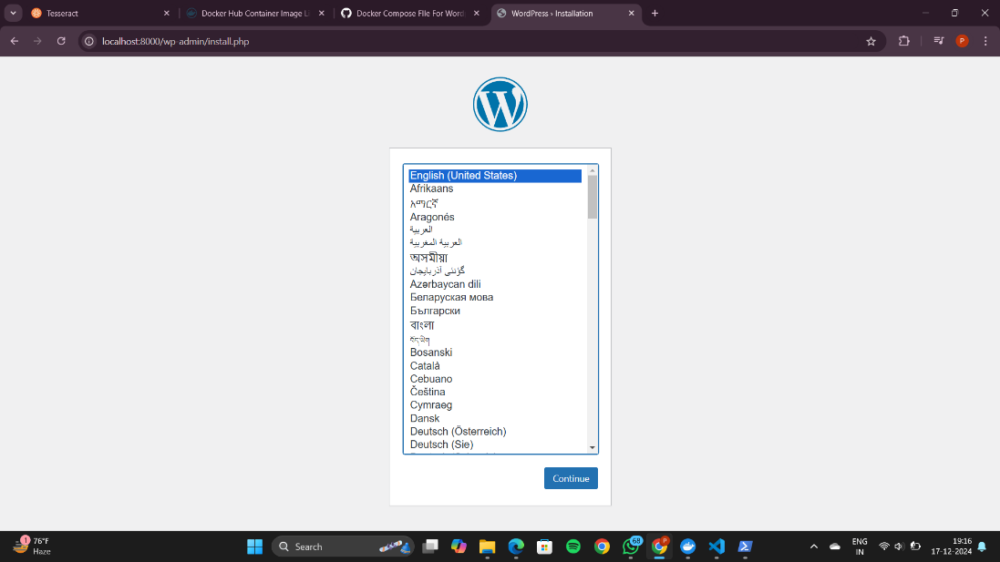 Tesseract
Docker Hub Container Image Li
Docker Compose File For Word
WordPress › Installation
localhost:8000/wp-admin/install.php
P
W
English (United States)
Afrikaans
አማርኛ
Aragonés
العربية
العربية المغربية
অসমীয়া
گؤنئی آذربایجان
Azərbaycan dili
Беларуская мова
Български
বাংলা
བོད་ཡིག
Bosanski
Català
Cebuano
Čeština
Cymraeg
Dansk
Deutsch (Österreich)
Deutsch (Sie)
Continue
1
76°F
Haze
Search
68
P
ENG
IN
19:16
17-12-2024